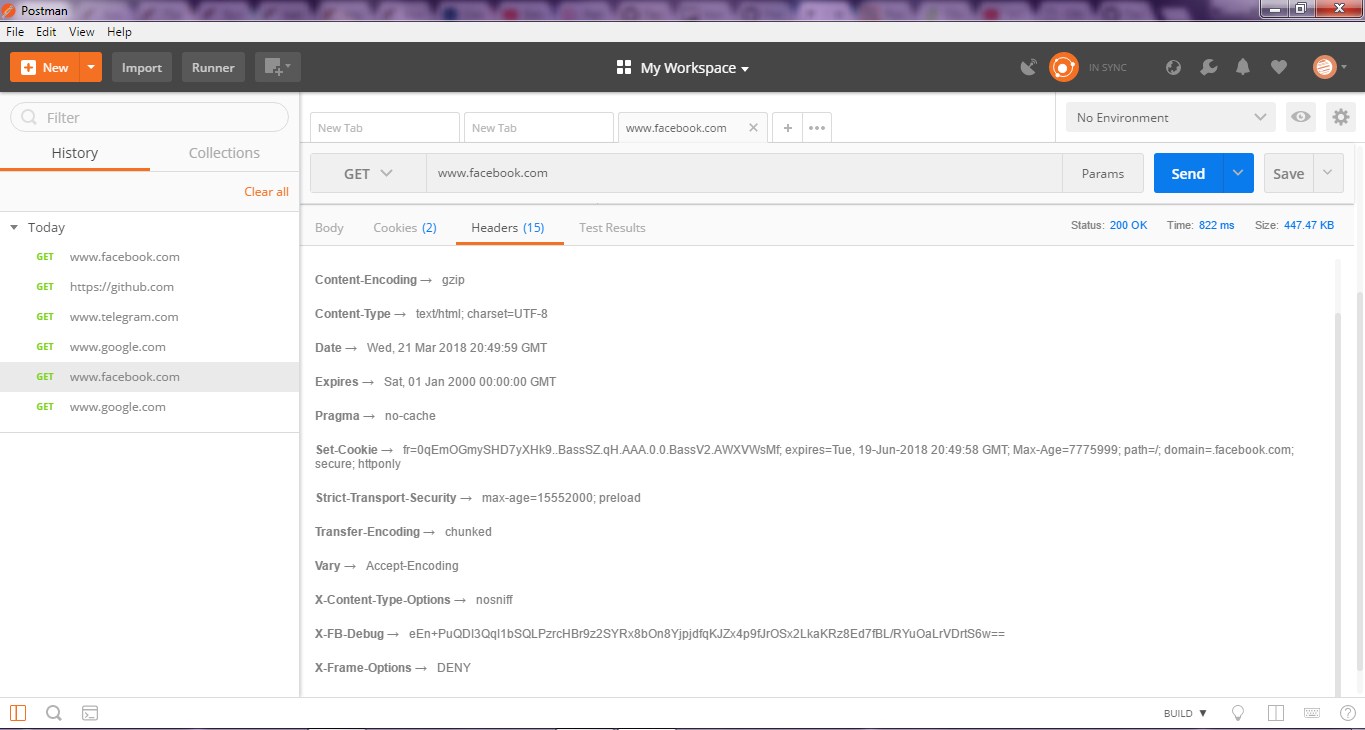 Postman
File Edit View Help
New Import Runner My Workspace IN SYNC
Filter
History Collections
Clear all
Today
GET www.facebook.com
GET https://github.com
GET www.telegram.com
GET www.google.com
GET www.facebook.com
GET www.google.com
New Tab New Tab www.facebook.com No Environment
GET www.facebook.com Params Send Save
Body Cookies (2) Headers (15) Test Results Status: 200 OK Time: 822 ms Size: 447.47 KB
Content-Encoding → gzip
Content-Type → text/html; charset=UTF-8
Date → Wed, 21 Mar 2018 20:49:59 GMT
Expires → Sat, 01 Jan 2000 00:00:00 GMT
Pragma → no-cache
Set-Cookie → fr=0qEmOGmySHD7yXHk9..BassSZ.qH.AAA.0.0.BassV2.AWXVWsMf; expires=Tue, 19-Jun-2018 20:49:58 GMT; Max-Age=7775999; path=/; domain=.facebook.com;
secure; httponly
Strict-Transport-Security → max-age=15552000; preload
Transfer-Encoding → chunked
Vary → Accept-Encoding
X-Content-Type-Options → nosniff
X-FB-Debug →
X-Frame-Options → DENY
BUILD